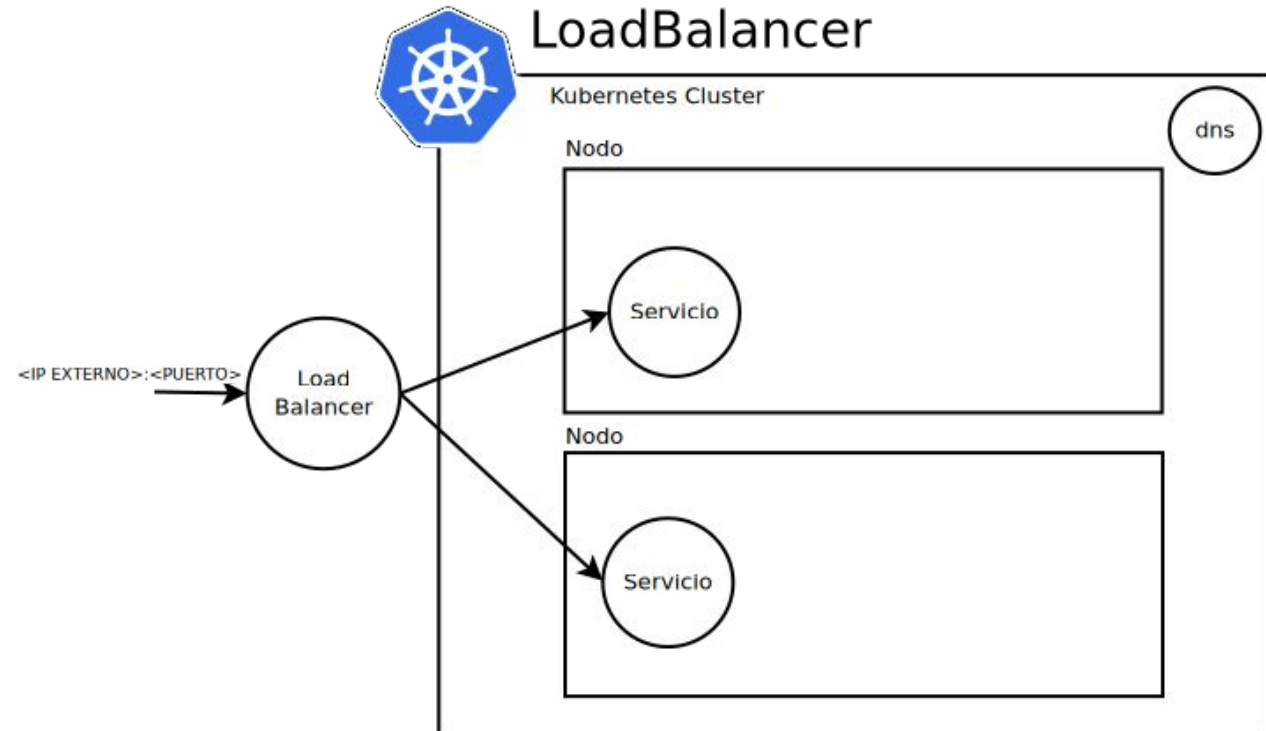 LoadBalancer
Kubernetes Cluster
dns
Nodo
Servicio
<IP EXTERNO>:<PUERTO>
Load
Balancer
Nodo
Servicio